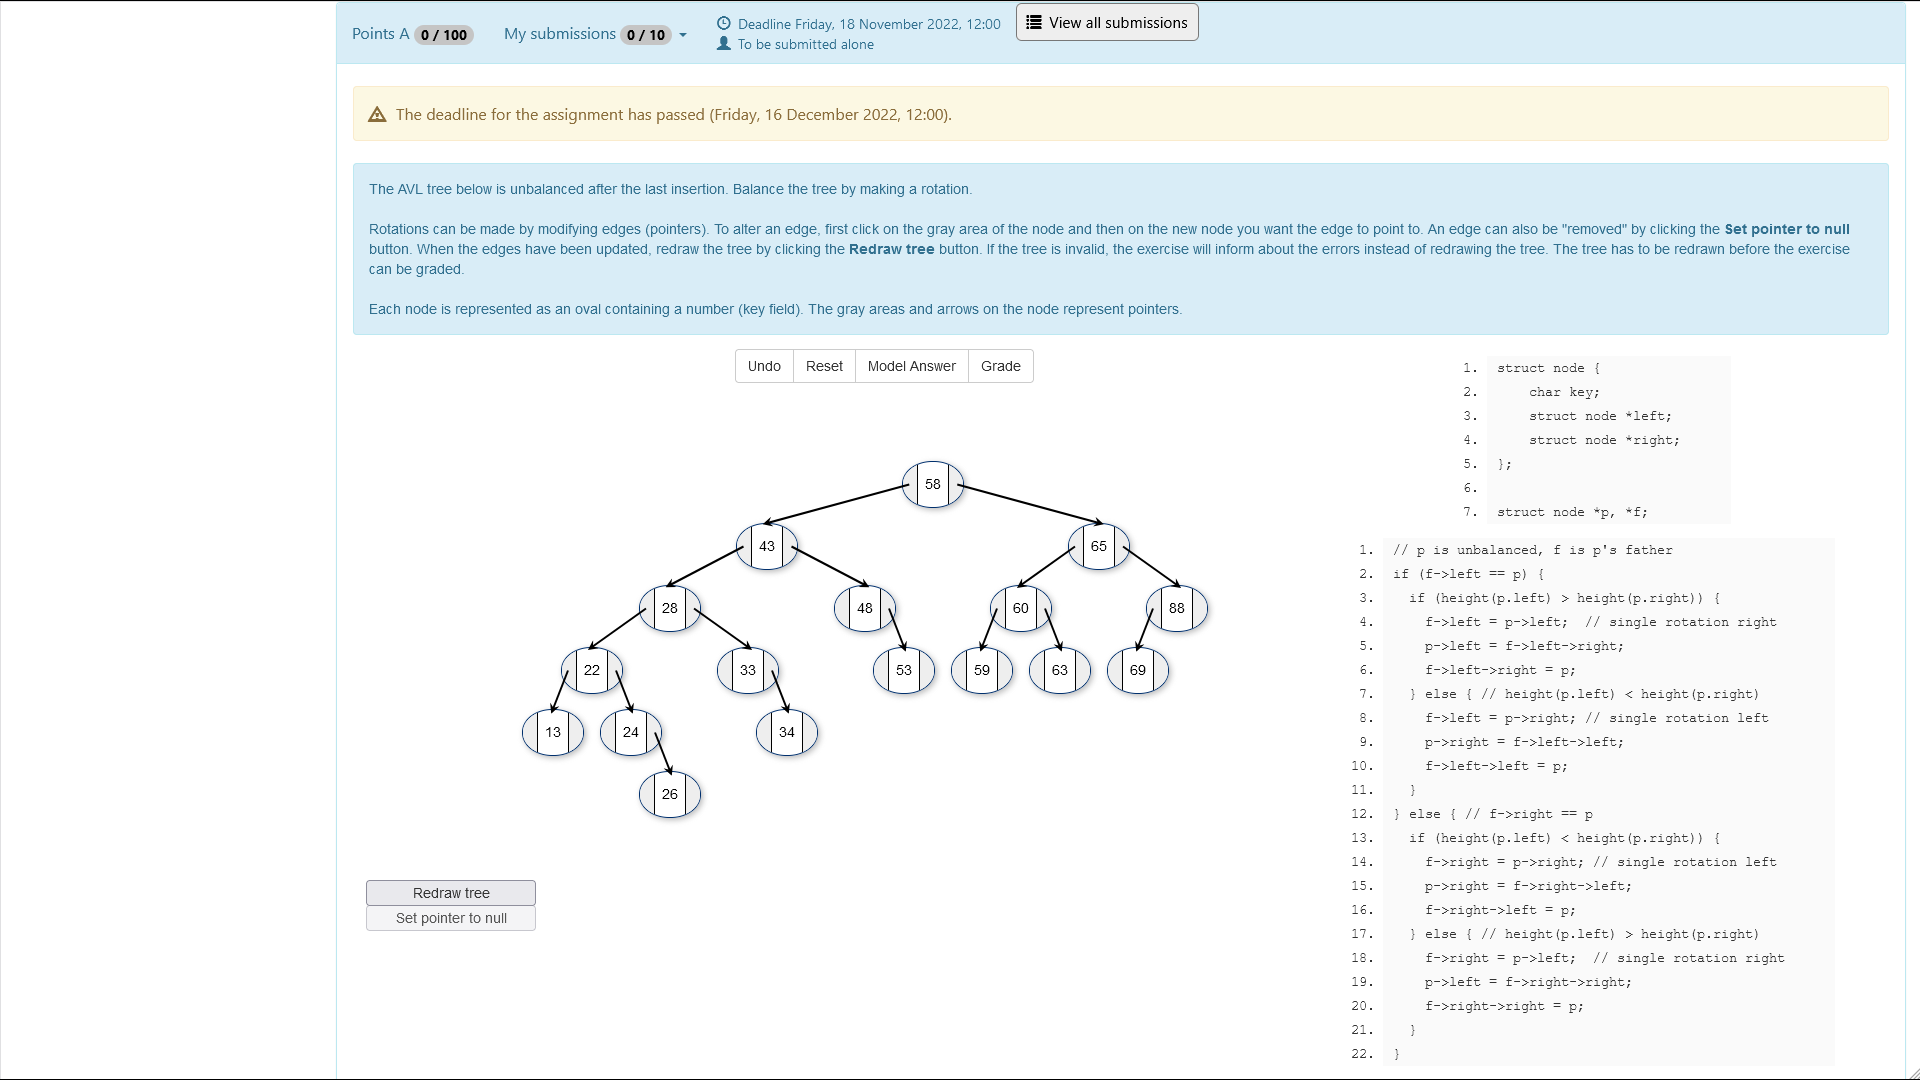 Points A 0 / 100 My submissions 0 / 10
Deadline Friday, 18 November 2022, 12:00
To be submitted alone
View all submissions
The deadline for the assignment has passed (Friday, 16 December 2022, 12:00).
The AVL tree below is unbalanced after the last insertion. Balance the tree by making a rotation.
Rotations can be made by modifying edges (pointers). To alter an edge, first click on the gray area of the node and then on the new node you want the edge to point to. An edge can also be "removed" by clicking the Set pointer to null
button. When the edges have been updated, redraw the tree by clicking the Redraw tree button. If the tree is invalid, the exercise will inform about the errors instead of redrawing the tree. The tree has to be redrawn before the exercise
can be graded.
Each node is represented as an oval containing a number (key field). The gray areas and arrows on the node represent pointers.
Undo Reset Model Answer Grade
58
43 65
28 48 60 88
22 33 53 59 63 69
13 24 34
26
Redraw tree
Set pointer to null
1. struct node {
2. char key;
3. struct node *left;
4. struct node *right;
5. };
6.
7. struct node *p, *f;
1. // p is unbalanced, f is p's father
2. if (f->left == p) {
3. if (height(p.left) > height(p.right)) {
4. f->left = p->left; // single rotation right
5. p->left = f->left->right;
6. f->left->right = p;
7. } else { // height(p.left) < height(p.right)
8. f->left = p->right; // single rotation left
9. p->right = f->left->left;
10. f->left->left = p;
11. }
12. } else { // f->right == p
13. if (height(p.left) < height(p.right)) {
14. f->right = p->right; // single rotation left
15. p->right = f->right->left;
16. f->right->left = p;
17. } else { // height(p.left) > height(p.right)
18. f->right = p->left; // single rotation right
19. p->left = f->right->right;
20. f->right->right = p;
21. }
22. }